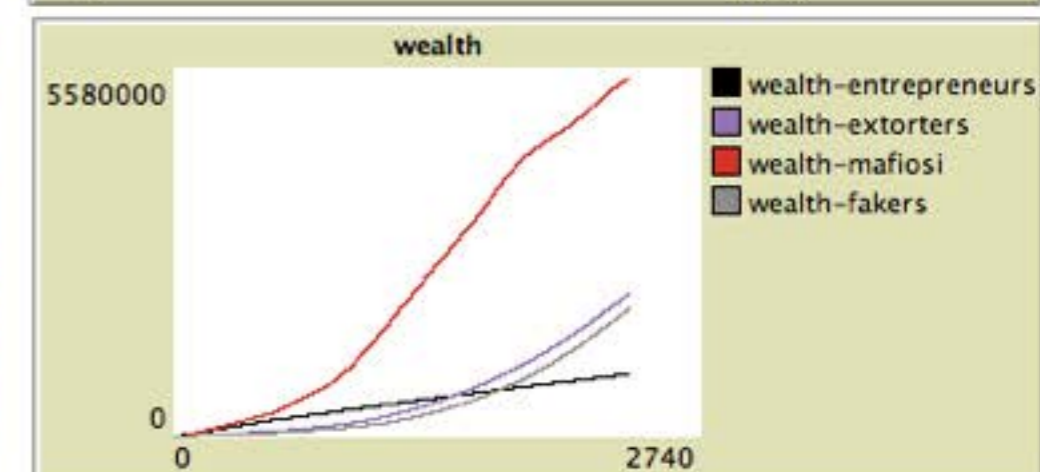 wealth
5580000
0
0
2740
wealth-entrepreneurs
wealth-extorters
wealth-mafiosi
wealth-fakers